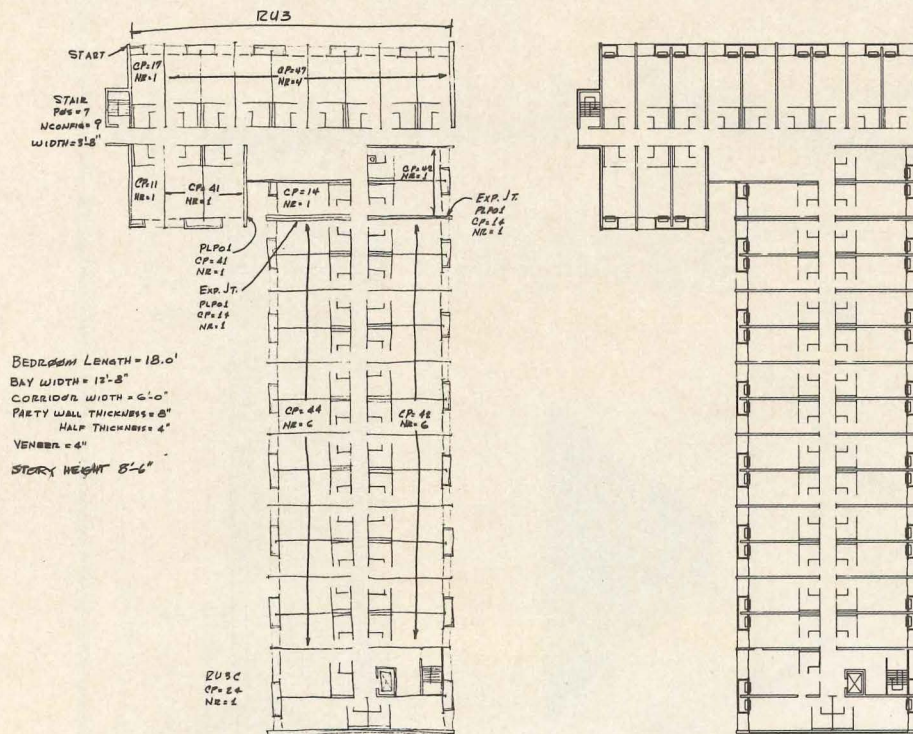 RU3
START
CP=17
NR=1
CP=47
NR=4
STAIR
POS=7
NCONFIG=9
WIDTH=3'-8"
CP=11
NR=1
CP=41
NR=1
CP=14
NR=1
CP=42
NR=1
EXP. JT.
PLP01
CP=14
NR=1
PLP01
CP=41
NR=1
EXP. JT.
PLP01
CP=14
NR=1
BEDROOM LENGTH = 18.0'
BAY WIDTH = 12'-8"
CORRIDOR WIDTH = 6'-0"
PARTY WALL THICKNESS = 8"
HALF THICKNESS = 4"
VENEER = 4"
STORY HEIGHT 8'-6"
CP=44
NR=6
CP=42
NR=6
RU3C
CP=24
NR=1